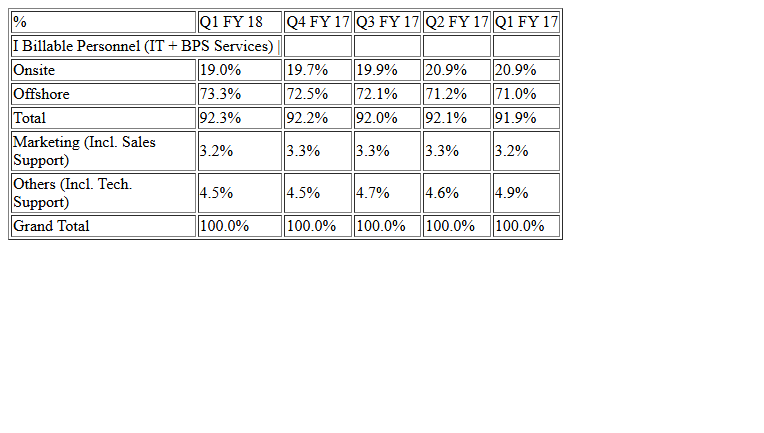 % Q1 FY 18 Q4 FY 17 Q3 FY 17 Q2 FY 17 Q1 FY 17
I Billable Personnel (IT + BPS Services) |
Onsite 19.0% 19.7% 19.9% 20.9% 20.9%
Offshore 73.3% 72.5% 72.1% 71.2% 71.0%
Total 92.3% 92.2% 92.0% 92.1% 91.9%
Marketing (Incl. Sales
Support) 3.2% 3.3% 3.3% 3.3% 3.2%
Others (Incl. Tech.
Support) 4.5% 4.5% 4.7% 4.6% 4.9%
Grand Total 100.0% 100.0% 100.0% 100.0% 100.0%